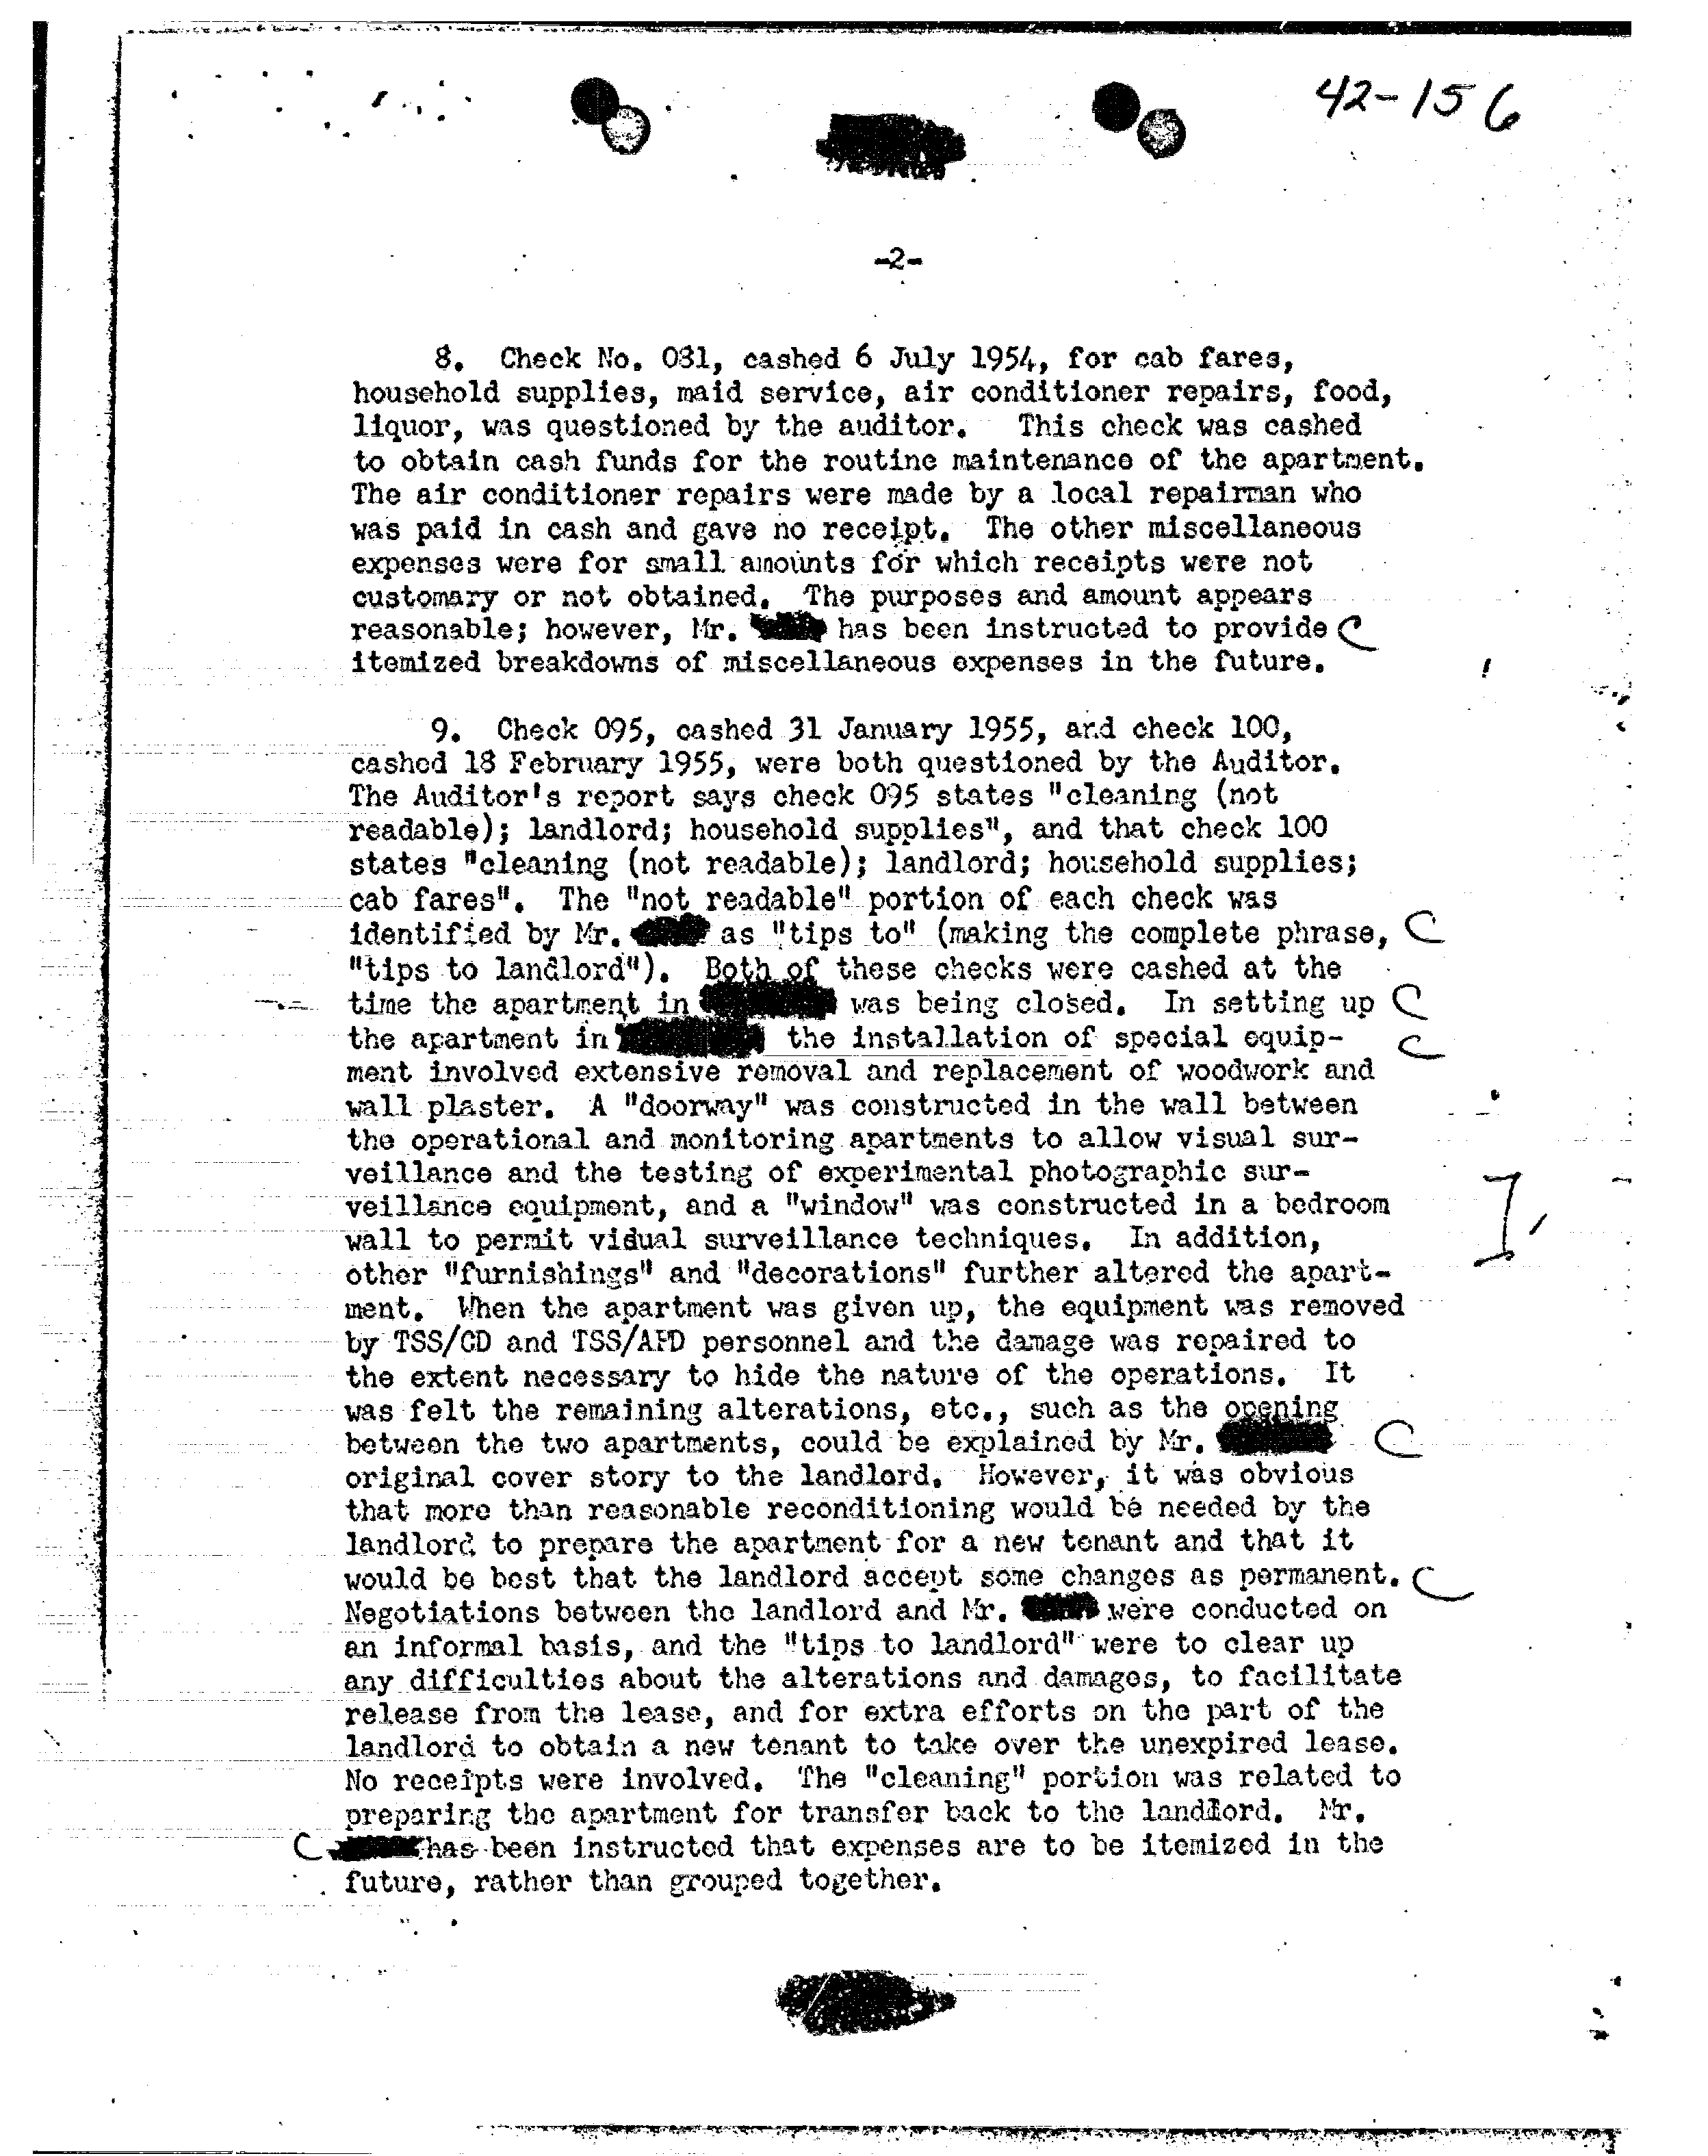 42-156
-2-
8. Check No. 081, cashed 6 July 1954, for cab fares,
household supplies, maid service, air conditioner repairs, food,
liquor, was questioned by the auditor. This check was cashed
to obtain cash funds for the routine maintenance of the apartment.
The air conditioner repairs were made by a local repairman who
was paid in cash and gave no receipt. The other miscellaneous
expenses were for small amounts for which receipts were not
customary or not obtained. The purposes and amount appears
reasonable; however, Mr. has been instructed to provide C
itemized breakdowns of miscellaneous expenses in the future.
9. Check 095, cashed 31 January 1955, and check 100,
cashed 18 February 1955, were both questioned by the Auditor.
The Auditor's report says check 095 states "cleaning (not
readable); landlord; household supplies", and that check 100
states "cleaning (not readable); landlord; household supplies;
cab fares". The "not readable" portion of each check was
identified by Mr. as "tips to" (making the complete phrase, C
"tips to landlord"). Both of these checks were cashed at the
time the apartment in was being closed. In setting up C
the apartment in the installation of special equip- C
ment involved extensive removal and replacement of woodwork and
wall plaster. A "doorway" was constructed in the wall between
the operational and monitoring apartments to allow visual sur-
veillance and the testing of experimental photographic sur-
veillance equipment, and a "window" was constructed in a bedroom
wall to permit vidual surveillance techniques. In addition,
other "furnishings" and "decorations" further altered the apart-
ment. When the apartment was given up, the equipment was removed
by TSS/CD and TSS/APD personnel and the damage was repaired to
the extent necessary to hide the nature of the operations. It
was felt the remaining alterations, etc., such as the opening
between the two apartments, could be explained by Mr. C
original cover story to the landlord. However, it was obvious
that more than reasonable reconditioning would be needed by the
landlord to prepare the apartment for a new tenant and that it
would be best that the landlord accept some changes as permanent. C
Negotiations between the landlord and Mr. were conducted on
an informal basis, and the "tips to landlord" were to clear up
any difficulties about the alterations and damages, to facilitate
release from the lease, and for extra efforts on the part of the
landlord to obtain a new tenant to take over the unexpired lease.
No receipts were involved. The "cleaning" portion was related to
preparing the apartment for transfer back to the landlord. Mr.
C has been instructed that expenses are to be itemized in the
future, rather than grouped together.